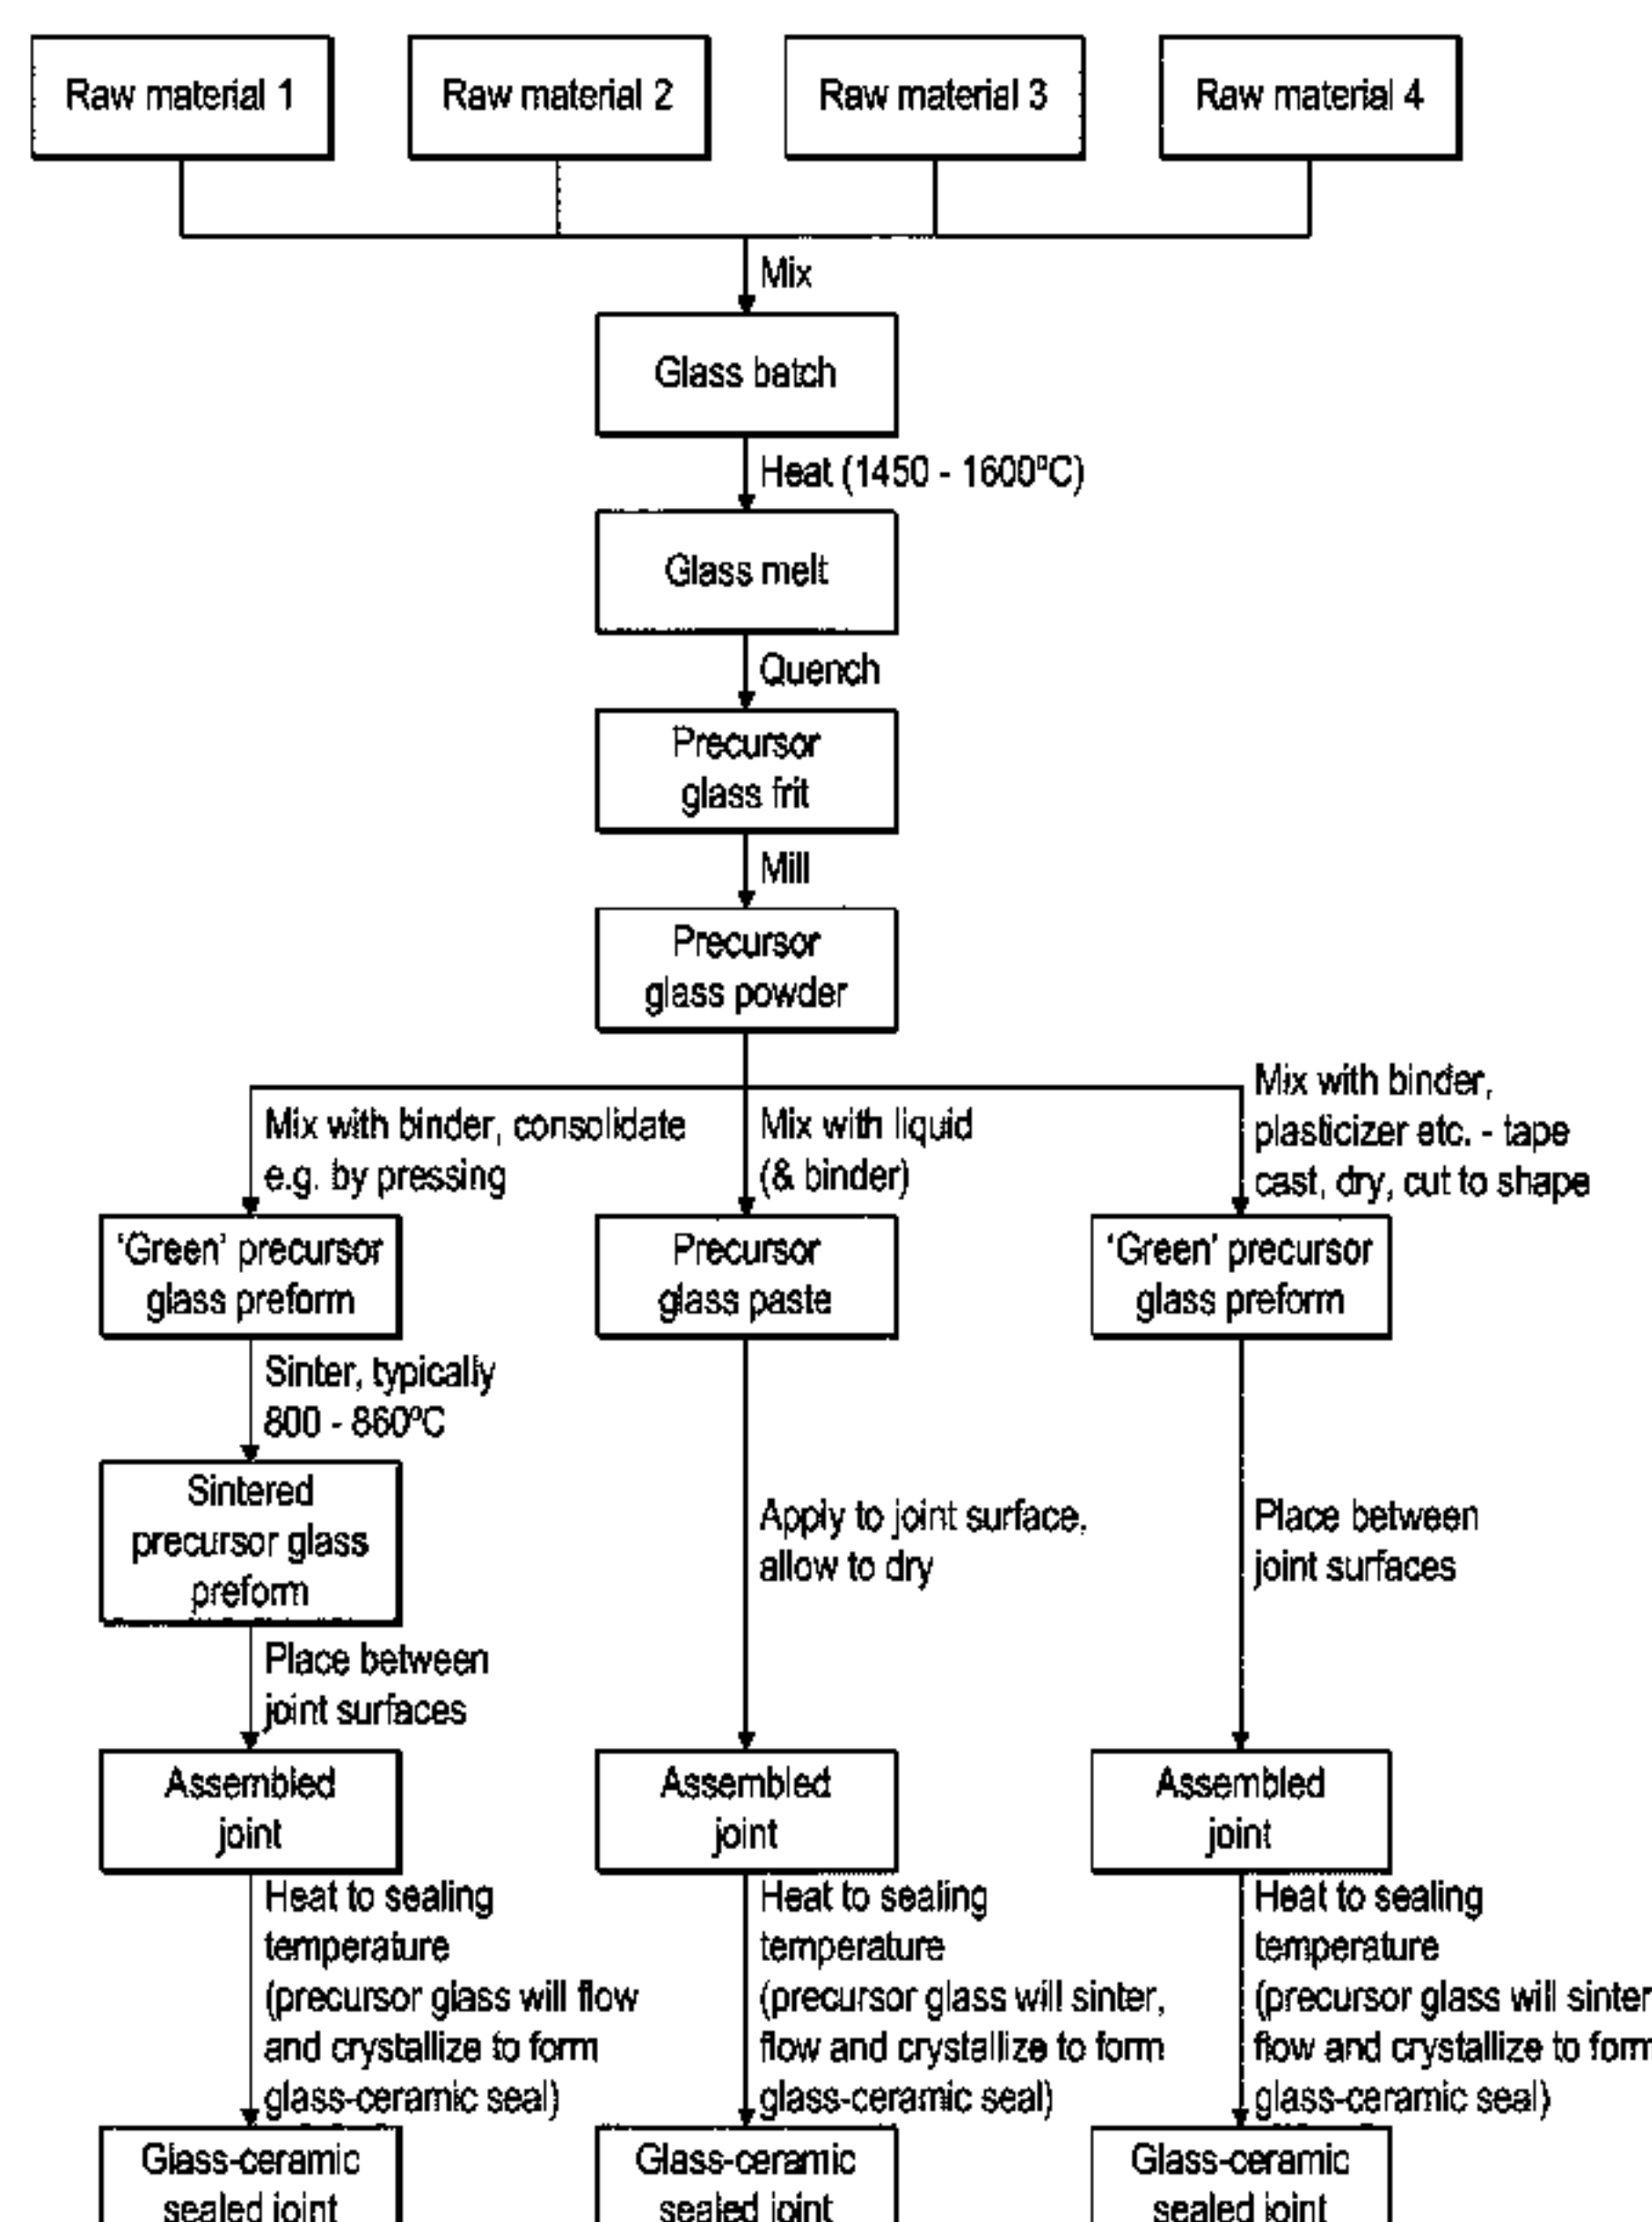 Raw material 1
Raw material 2
Raw material 3
Raw material 4
Mix
Glass batch
Heat (1450 - 1600ºC)
Glass melt
Quench
Precursor
glass frit
Mill
Precursor
glass powder
Mix with binder, consolidate
e.g. by pressing
Mix with liquid
(& binder)
Mix with binder,
plasticizer etc. - tape
cast, dry, cut to shape
‘Green’ precursor
glass preform
Precursor
glass paste
‘Green’ precursor
glass preform
Sinter, typically
800 - 860ºC
Sintered
precursor glass
preform
Apply to joint surface,
allow to dry
Place between
joint surfaces
Place between
joint surfaces
Assembled
joint
Assembled
joint
Assembled
joint
Heat to sealing
temperature
(precursor glass will flow
and crystallize to form
glass-ceramic seal)
Heat to sealing
temperature
(precursor glass will sinter,
flow and crystallize to form
glass-ceramic seal)
Heat to sealing
temperature
(precursor glass will sinter
flow and crystallize to form
glass-ceramic seal)
Glass-ceramic
sealed joint
Glass-ceramic
sealed joint
Glass-ceramic
sealed joint